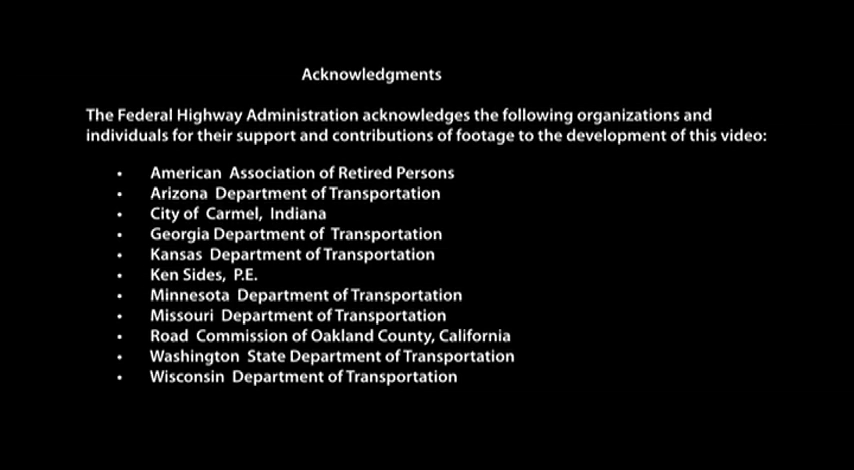 Acknowledgments
The Federal Highway Administration acknowledges the following organizations and
individuals for their support and contributions of footage to the development of this video:
• American Association of Retired Persons
• Arizona Department of Transportation
• City of Carmel, Indiana
• Georgia Department of Transportation
• Kansas Department of Transportation
• Ken Sides, P.E.
• Minnesota Department of Transportation
• Missouri Department of Transportation
• Road Commission of Oakland County, California
• Washington State Department of Transportation
• Wisconsin Department of Transportation